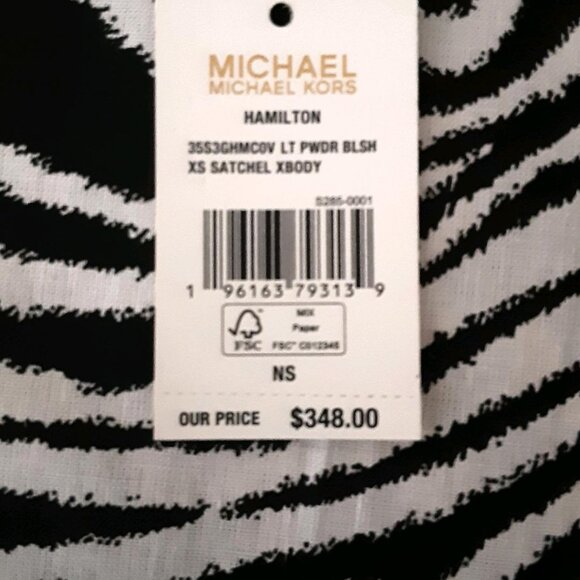 MICHAEL
MICHAEL KORS
HAMILTON
35S3GHMC0V LT PWDR BLSH
XS SATCHEL XBODY
S285-0001
1 96163 79313 9
FSC™ MIX
Paper
FSC® C012345
NS
OUR PRICE $348.00